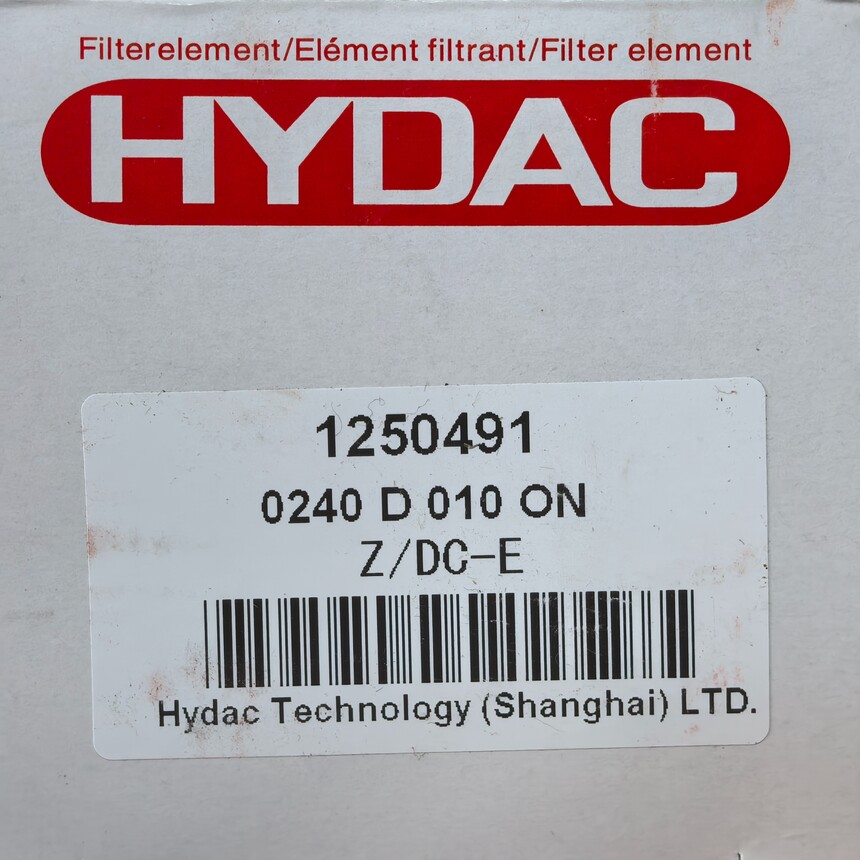 Filterelement/Elément filtrant/Filter element
HYDAC
1250491
0240 D 010 ON
Z/DC-E
Hydac Technology (Shanghai) LTD.